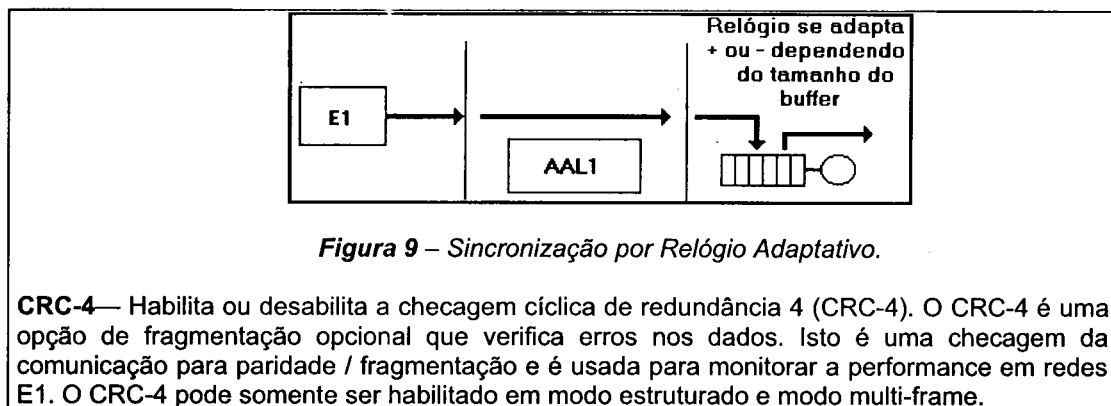 Relógio se adapta
+ ou - dependendo
do tamanho do
buffer
E1
AAL1
Figura 9 – Sincronização por Relógio Adaptativo.
CRC-4— Habilita ou desabilita a checagem cíclica de redundância 4 (CRC-4). O CRC-4 é uma
opção de fragmentação opcional que verifica erros nos dados. Isto é uma checagem da
comunicação para paridade / fragmentação e é usada para monitorar a performance em redes
E1. O CRC-4 pode somente ser habilitado em modo estruturado e modo multi-frame.